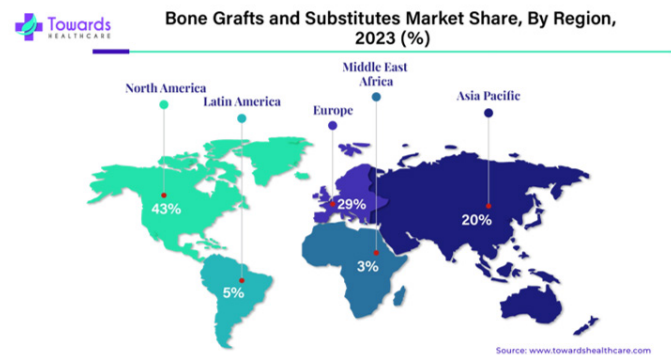 Towards
HEALTHCARE
Bone Grafts and Substitutes Market Share, By Region,
2023 (%)
North America
Latin America
Europe
Middle East
Africa
Asia Pacific
43%
5%
29%
3%
20%
Source: www.towardshealthcare.com